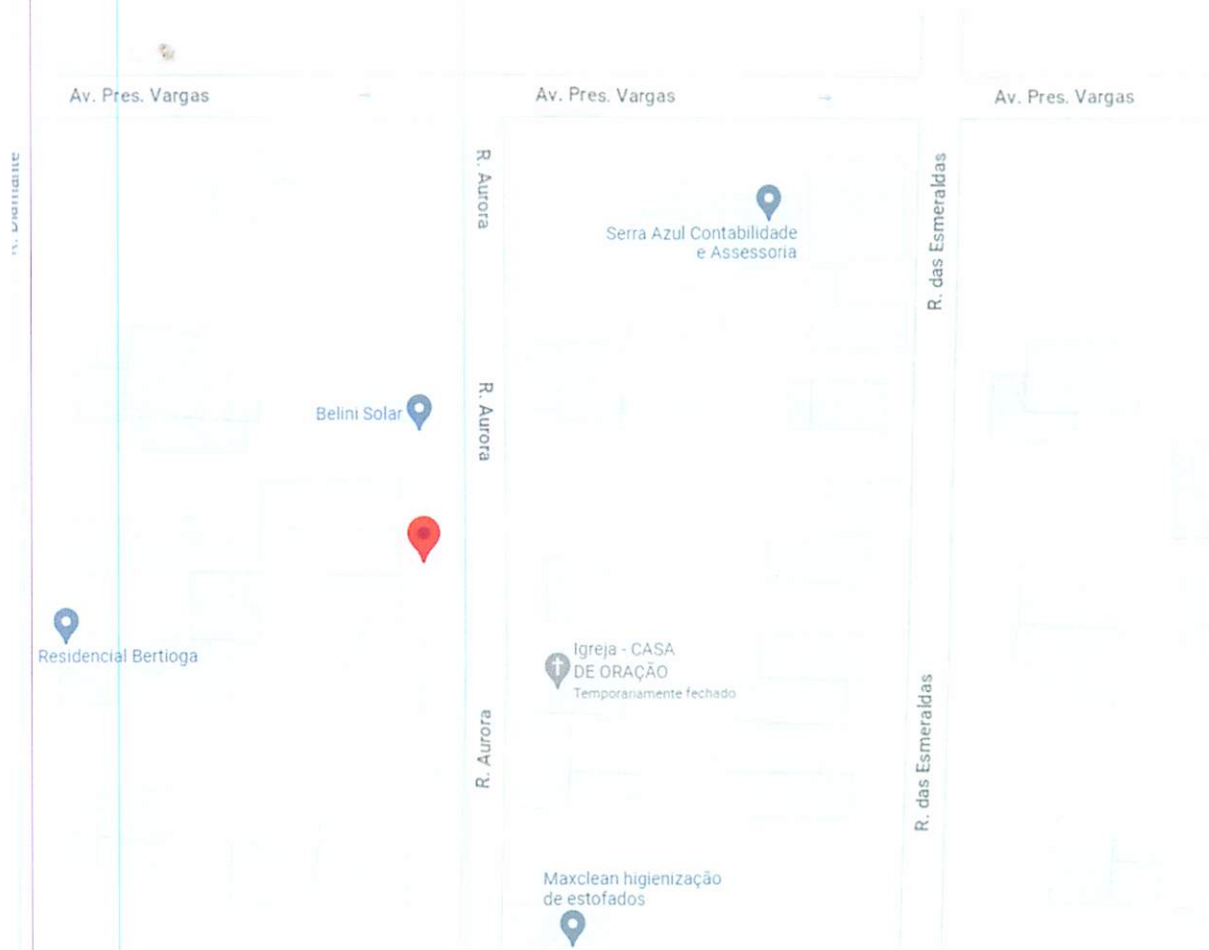 Av. Pres. Vargas
Av. Pres. Vargas
Av. Pres. Vargas
R. Aurora
R. das Esmeraldas
Serra Azul Contabilidade
e Assessoria
Belini Solar
R. Aurora
Residencial Bertioga
Igreja - CASA
DE ORAÇÃO
Temporariamente fechado
R. Aurora
R. das Esmeraldas
Maxclean higienização
de estofados